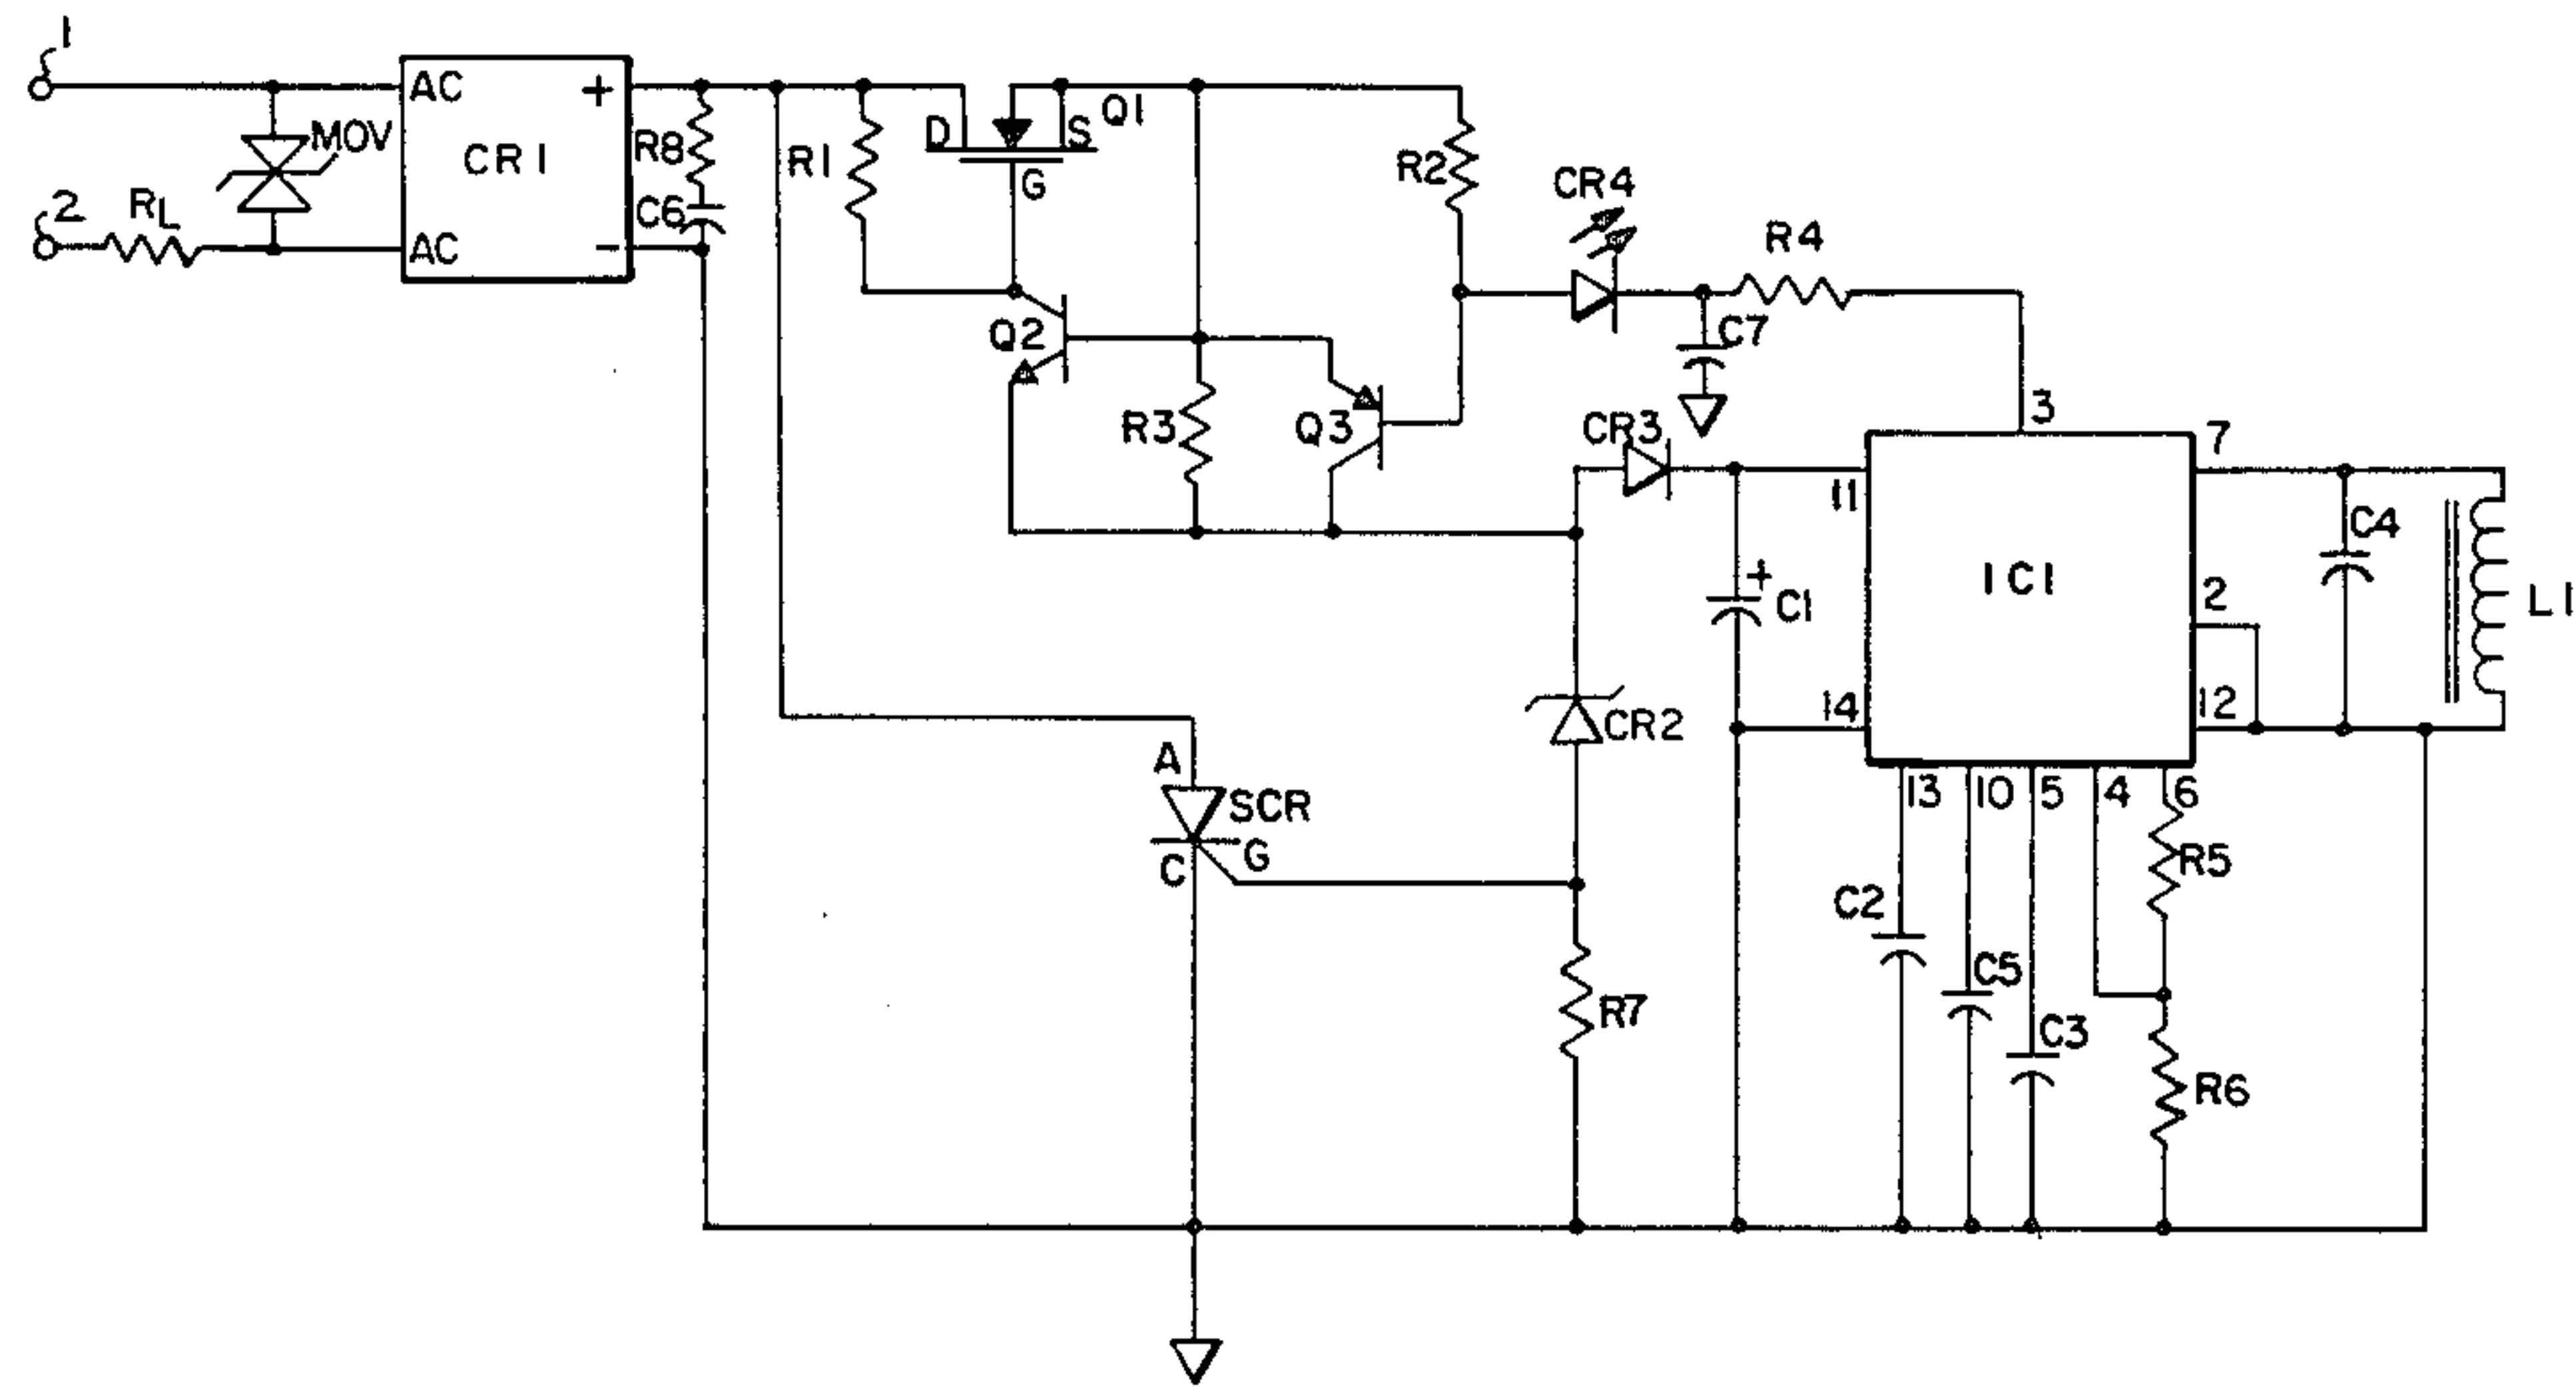 1
AC
+
MOV
CR1
R8
R1
D
S
Q1
G
R2
CR4
R4
2
RL
C6
AC
-
Q2
C7
R3
Q3
CR3
3
7
11
C4
+
C1
IC1
2
L1
14
12
CR2
A
SCR
C
G
13
10
5
4
6
R5
C2
C5
C3
R7
R6